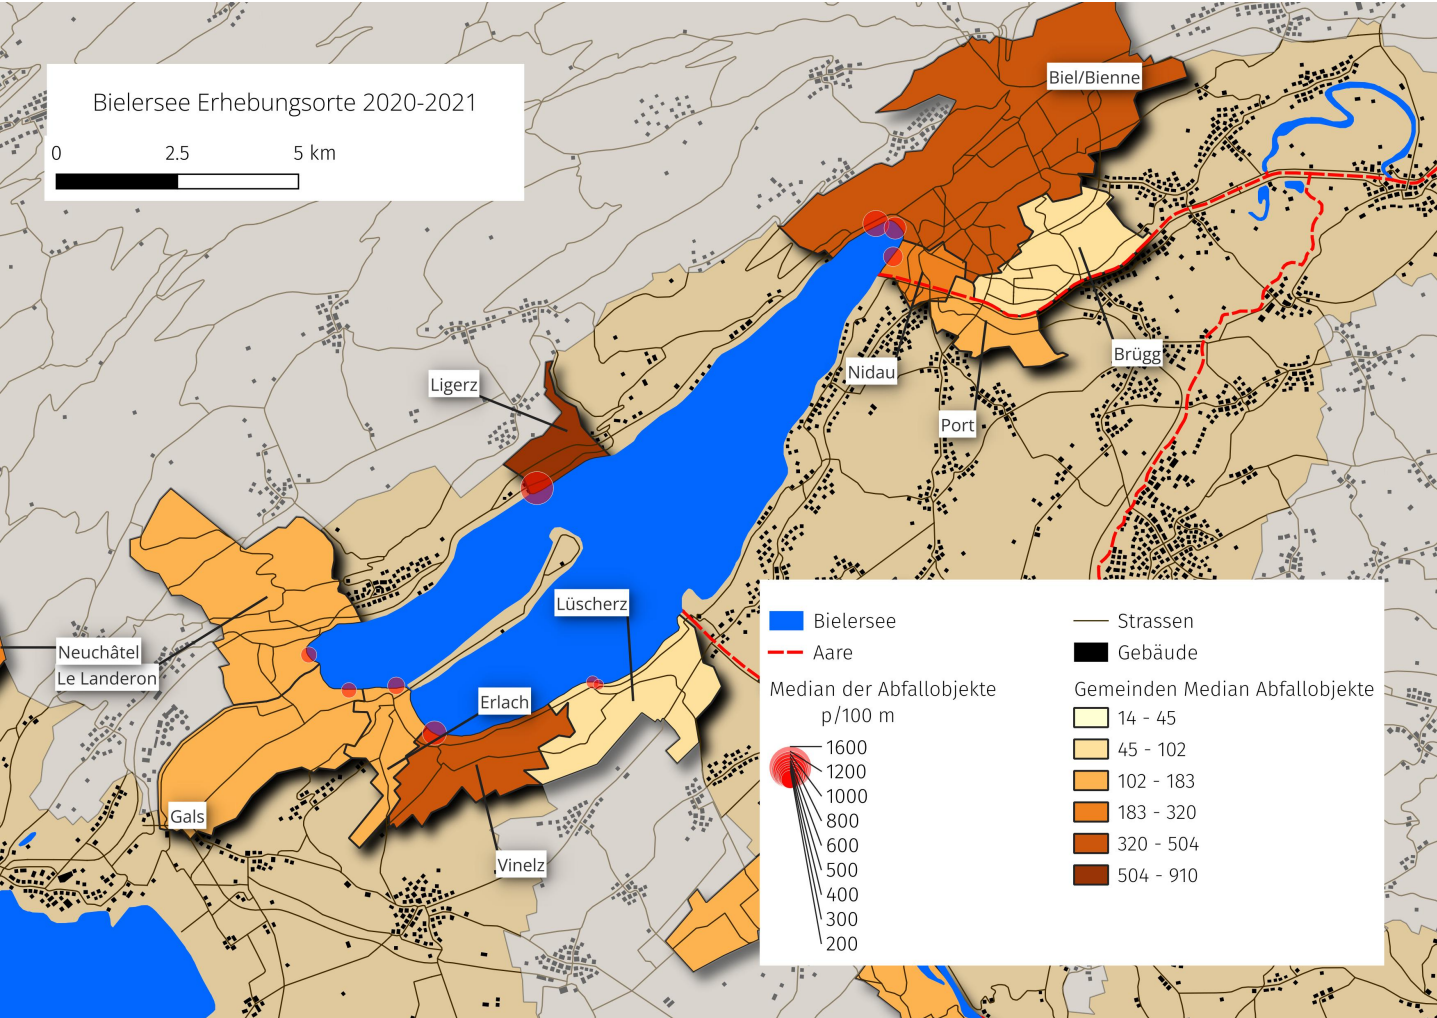 Biel/Bienne
Bielersee Erhebungsorte 2020-2021
0 2.5 5 km
Ligerz
Nidau
Brügg
Port
Lüscherz
Neuchâtel
Le Landeron
Erlach
Gals
Vinelz
Bielersee
Aare
Median der Abfallobjekte
p/100 m
1600
1200
1000
800
600
500
400
300
200
Strassen
Gebäude
Gemeinden Median Abfallobjekte
14 - 45
45 - 102
102 - 183
183 - 320
320 - 504
504 - 910